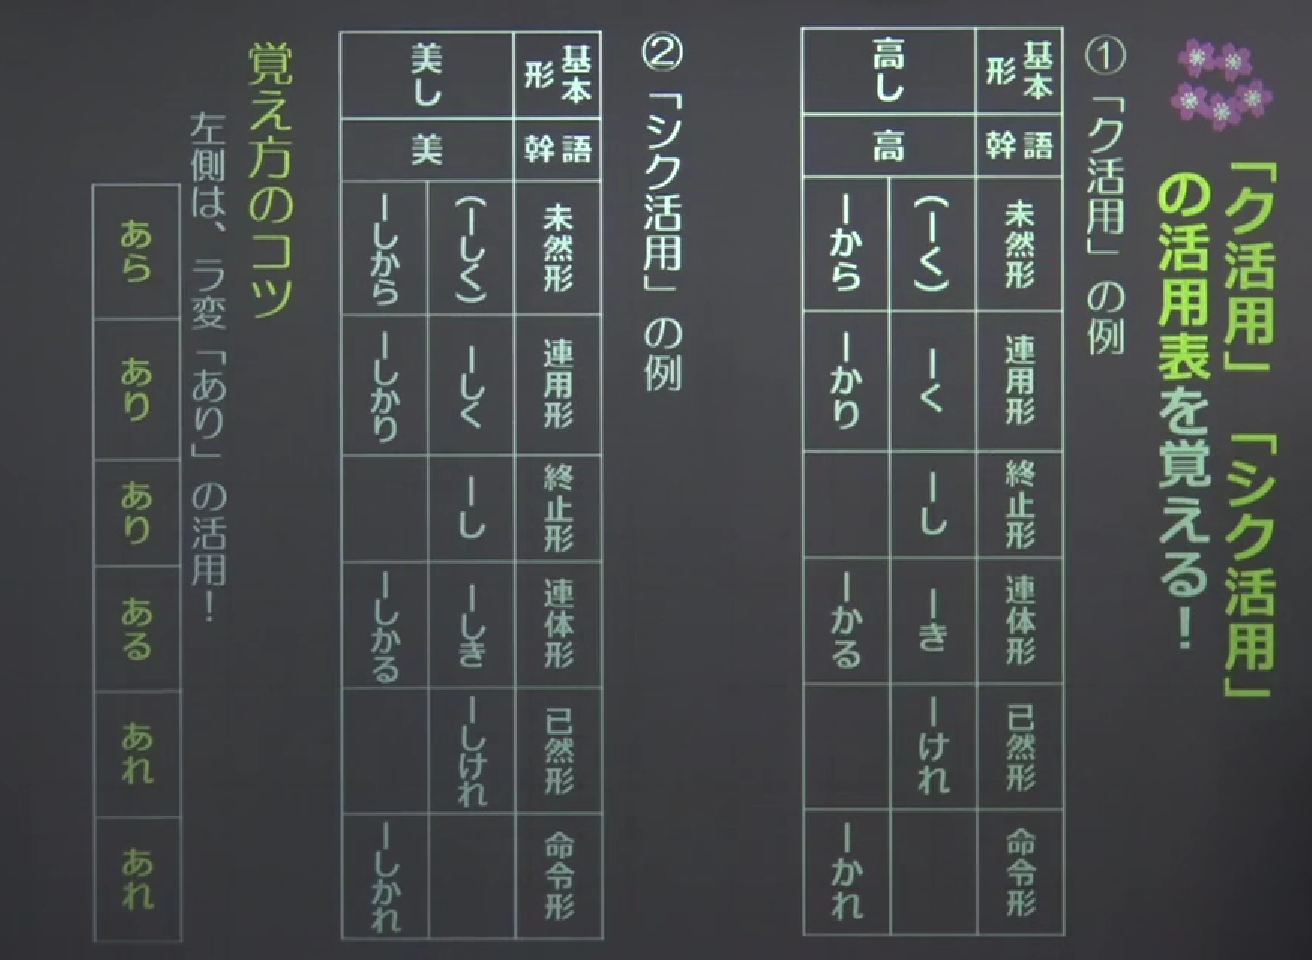 「ク活用」「シク活用」
の活用表を覚える！
①「ク活用」の例
基本形
語幹
未然形
連用形
終止形
連体形
已然形
命令形
高し
高
（ーく）
ーく
ーし
ーき
ーけれ
ーから
ーかり
ーかる
ーかれ
②「シク活用」の例
基本形
語幹
未然形
連用形
終止形
連体形
已然形
命令形
美し
美
（ーしく）
ーしく
ーし
ーしき
ーしけれ
ーしから
ーしかり
ーしかる
ーしかれ
覚え方のコツ
左側は、ラ変「あり」の活用！
あら
あり
あり
ある
あれ
あれ